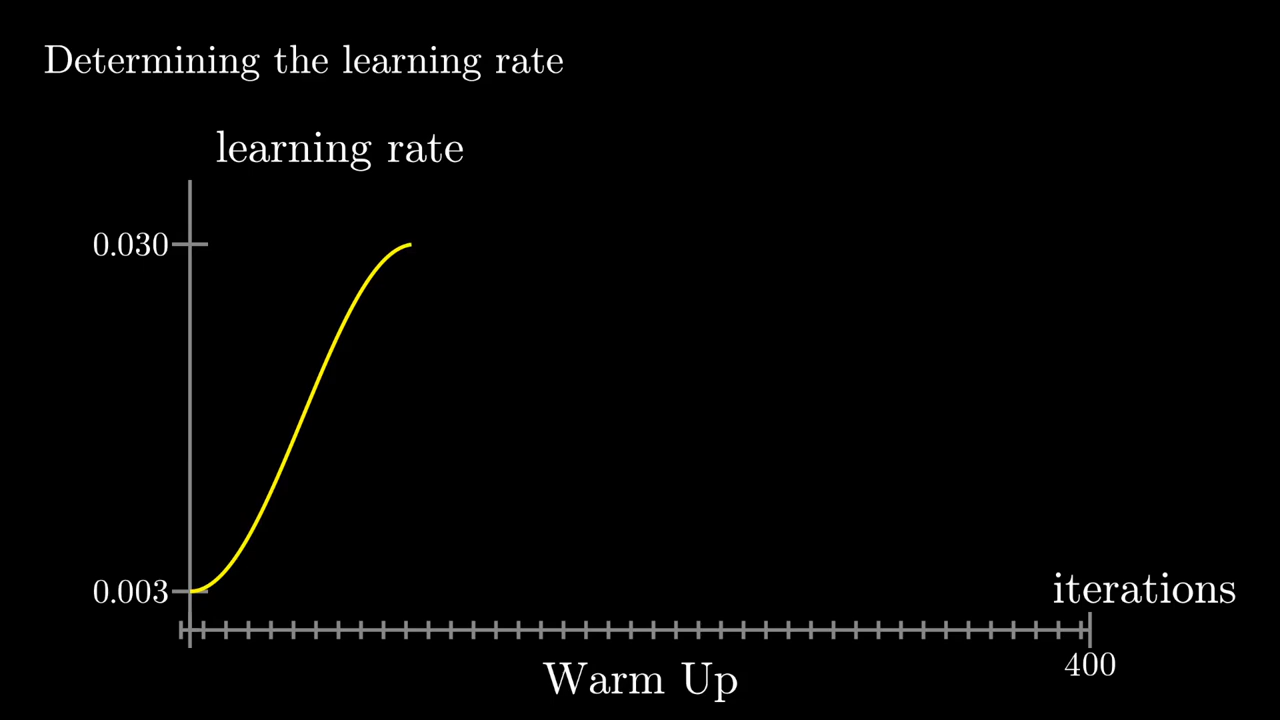 Determining the learning rate
learning rate
0.030
0.003
iterations
400
Warm Up